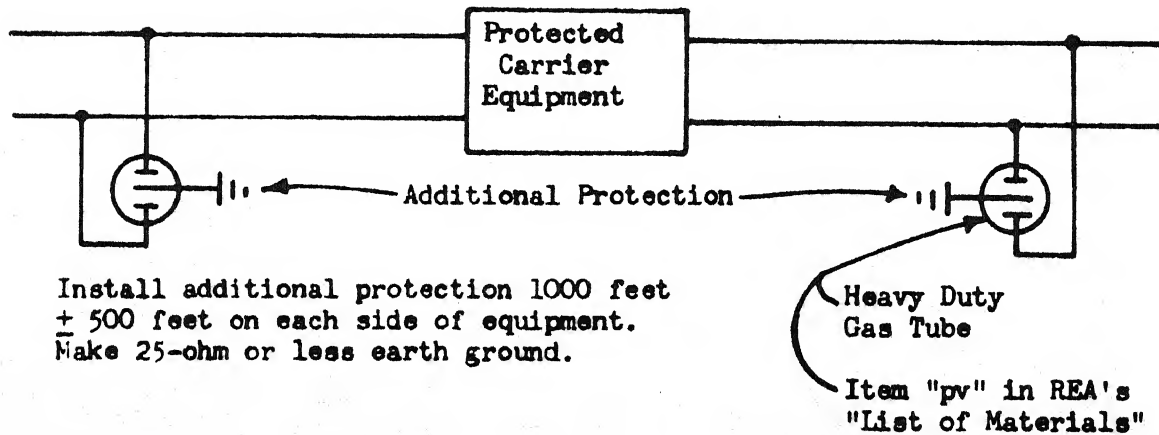 Protected
Carrier
Equipment
Additional Protection
Install additional protection 1000 feet
± 500 feet on each side of equipment.
Make 25-ohm or less earth ground.
Heavy Duty
Gas Tube
Item "pv" in REA's
"List of Materials"